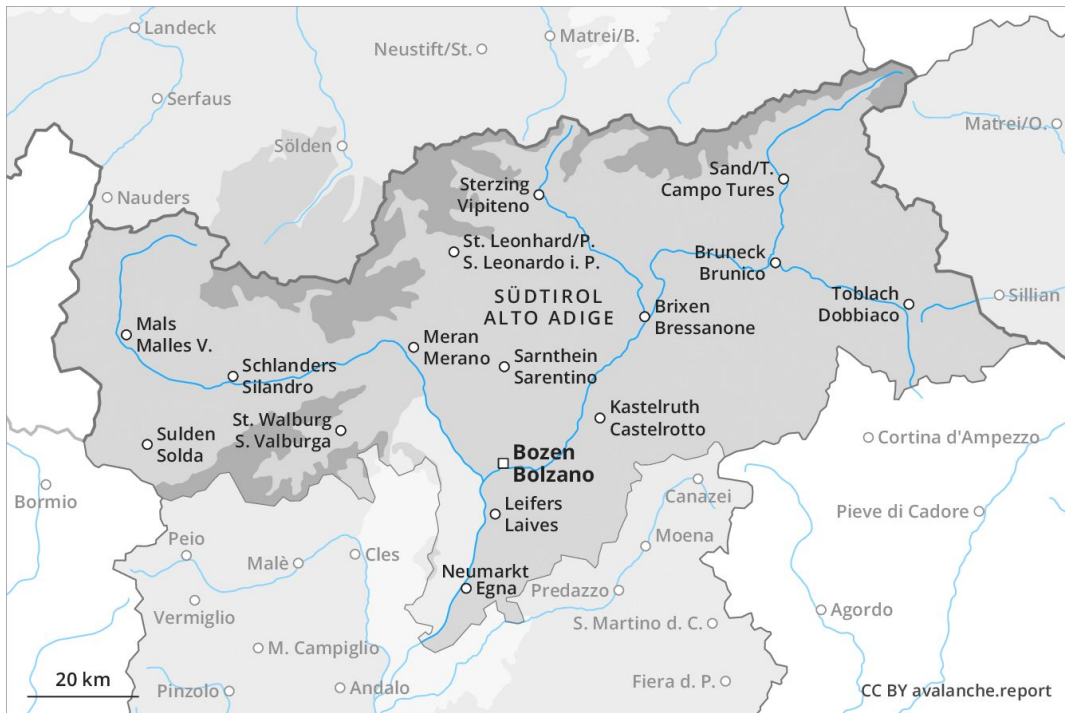 Landeck
Neustift/St.
Matrei/B.
Serfaus
Matrei/O.
Sölden
Sand/T.
Campo Tures
Nauders
Sterzing
Vipiteno
St. Leonhard/P.
S. Leonardo i. P.
Bruneck
Brunico
SÜDTIROL
ALTO ADIGE
Toblach
Dobbiaco
Sillian
Brixen
Bressanone
Mals
Malles V.
Meran
Merano
Sarnthein
Sarentino
Schlanders
Silandro
Kastelruth
Castelrotto
St. Walburg
S. Valburga
Sulden
Solda
Cortina d'Ampezzo
Bozen
Bolzano
Bormio
Canazei
Leifers
Laives
Pieve di Cadore
Peio
Moena
Malè
Cles
Neumarkt
Egna
Predazzo
Vermiglio
Agordo
S. Martino d. C.
M. Campiglio
20 km
Pinzolo
Andalo
Fiera d. P.
CC BY avalanche.report